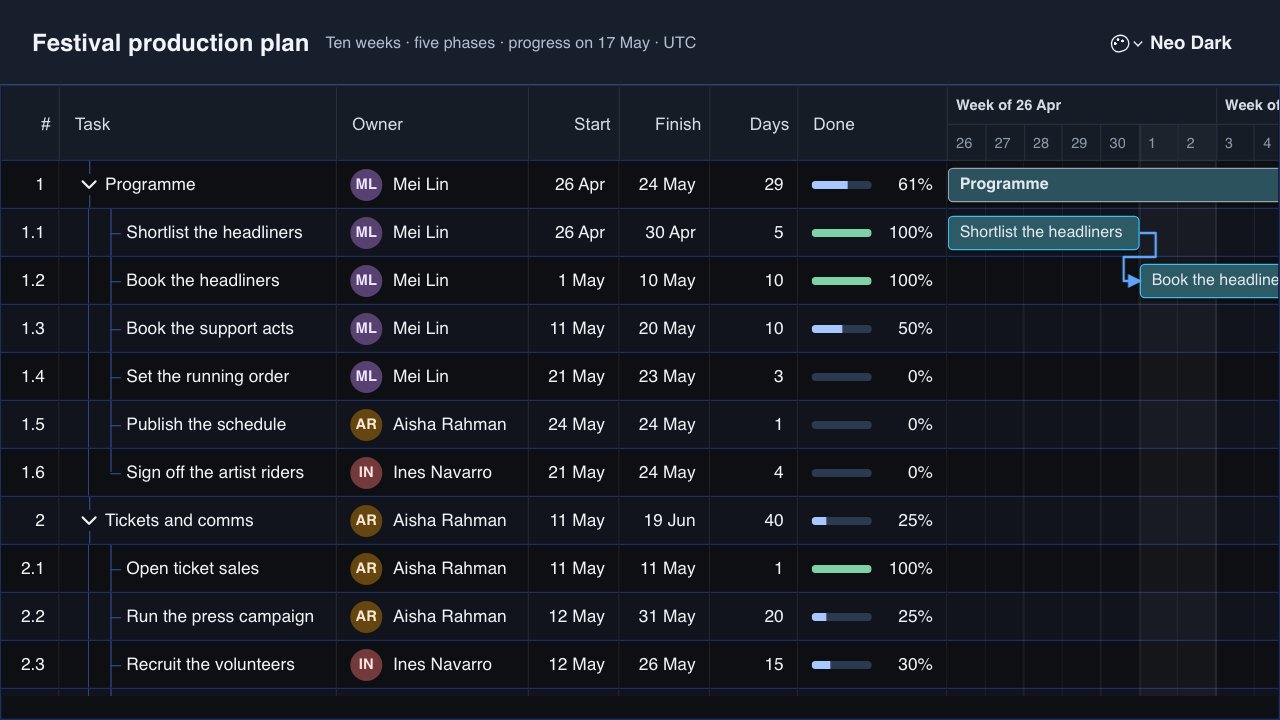 Festival production plan Ten weeks · five phases · progress on 17 May · UTC Neo Dark
# Task Owner Start Finish Days Done
Week of 26 Apr Week of
26 27 28 29 30 1 2 3 4
1 Programme ML Mei Lin 26 Apr 24 May 29 61% Programme
1.1 Shortlist the headliners ML Mei Lin 26 Apr 30 Apr 5 100% Shortlist the headliners
1.2 Book the headliners ML Mei Lin 1 May 10 May 10 100% Book the headline
1.3 Book the support acts ML Mei Lin 11 May 20 May 10 50%
1.4 Set the running order ML Mei Lin 21 May 23 May 3 0%
1.5 Publish the schedule AR Aisha Rahman 24 May 24 May 1 0%
1.6 Sign off the artist riders IN Ines Navarro 21 May 24 May 4 0%
2 Tickets and comms AR Aisha Rahman 11 May 19 Jun 40 25%
2.1 Open ticket sales AR Aisha Rahman 11 May 11 May 1 100%
2.2 Run the press campaign AR Aisha Rahman 12 May 31 May 20 25%
2.3 Recruit the volunteers IN Ines Navarro 12 May 26 May 15 30%